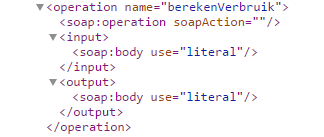 <operation name="berekenVerbruik">
<soap:operation soapAction=""/>
<input>
<soap:body use="literal"/>
</input>
<output>
<soap:body use="literal"/>
</output>
</operation>